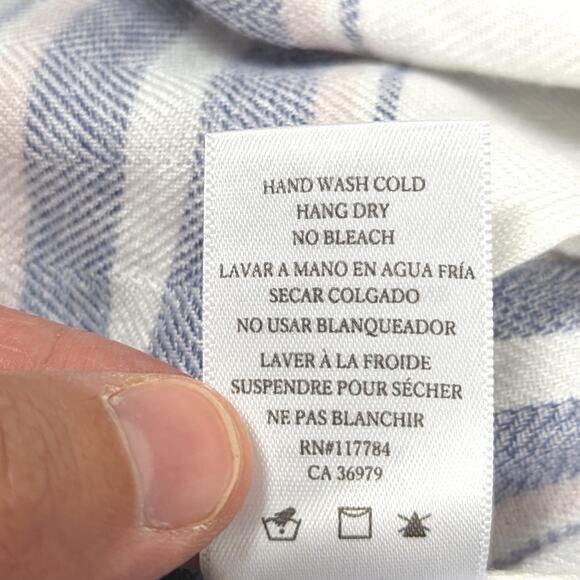 HAND WASH COLD
HANG DRY
NO BLEACH
LAVAR A MANO EN AGUA FRÍA
SECAR COLGADO
NO USAR BLANQUEADOR
LAVER À LA FROIDE
SUSPENDRE POUR SÉCHER
NE PAS BLANCHIR
RN#117784
CA 36979